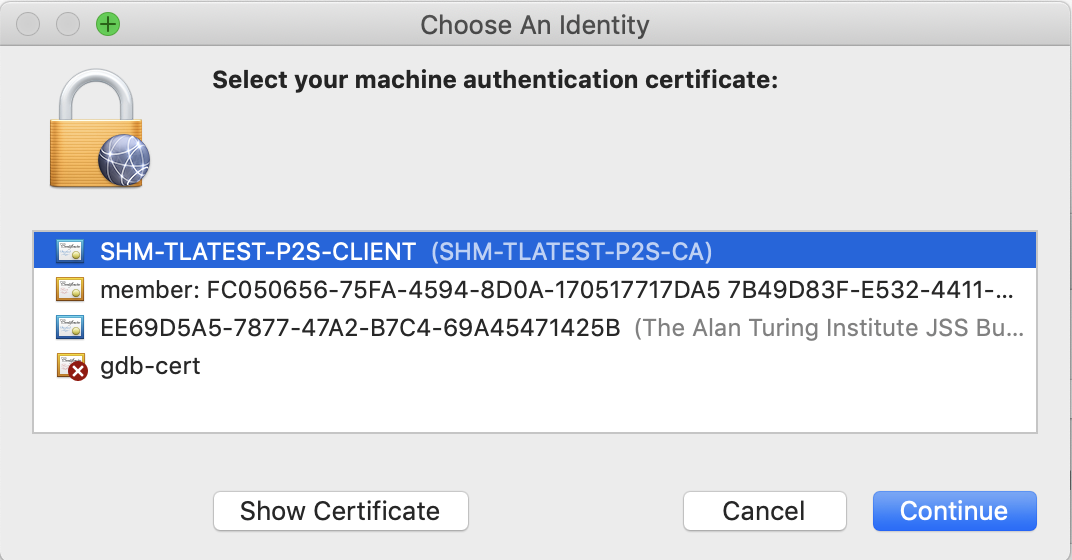 Choose An Identity
Select your machine authentication certificate:
SHM-TLATEST-P2S-CLIENT (SHM-TLATEST-P2S-CA)
member: FC050656-75FA-4594-8D0A-170517717DA5 7B49D83F-E532-4411-...
EE69D5A5-7877-47A2-B7C4-69A45471425B (The Alan Turing Institute JSS Bu...
gdb-cert
Show Certificate Cancel Continue